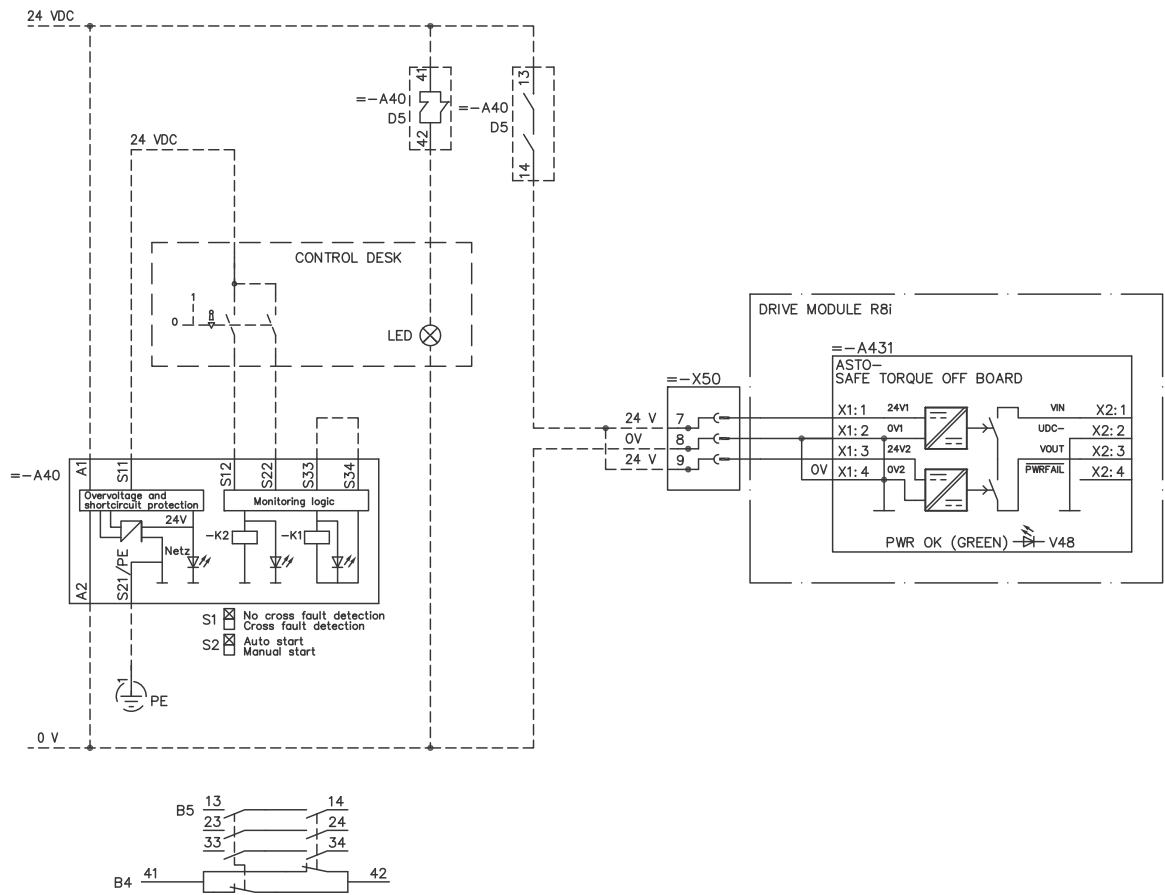 24 VDC
41
=-A40
D5
42
13
=-A40
D5
14
24 VDC
CONTROL DESK
1
0
LED
DRIVE MODULE R8i
=-A431
ASTO-
SAFE TORQUE OFF BOARD
=-X50
24 V
7
0V
8
24 V
9
X1:1
24V1
VIN
X2:1
X1:2
0V1
UDC-
X2:2
X1:3
24V2
VOUT
X2:3
0V
X1:4
0V2
PWRFAIL
X2:4
PWR OK (GREEN)
V48
=-A40
A1
S11
S12
S22
S33
S34
Overvoltage and
shortcircuit protection
Monitoring logic
24V
-K2
-K1
Netz
A2
S21/PE
S1
No cross fault detection
Cross fault detection
S2
Auto start
Manual start
1
PE
0 V
B5
13
14
23
24
33
34
B4
41
42